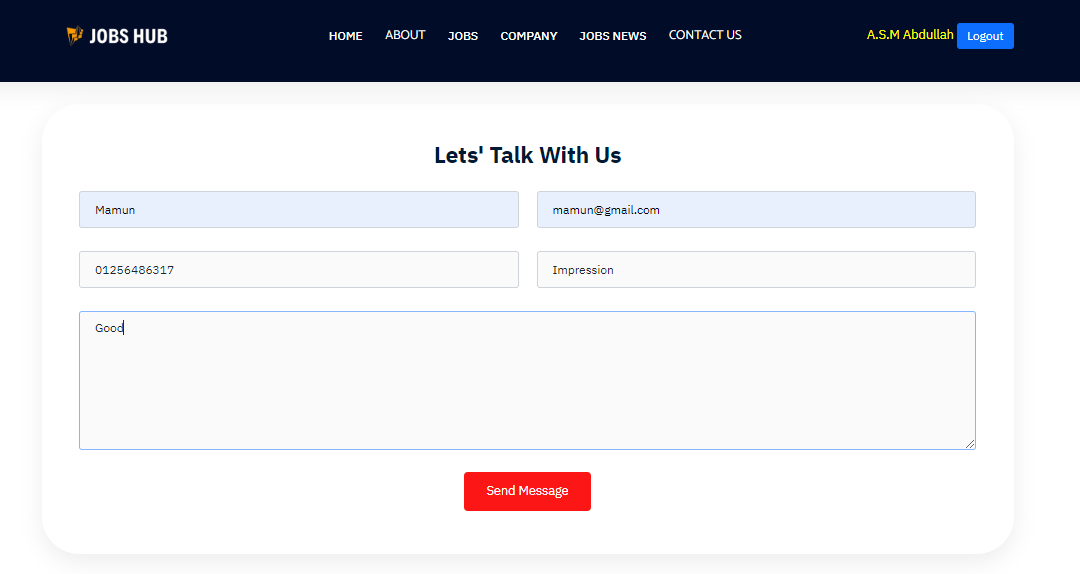 JOBS HUB
HOME ABOUT JOBS COMPANY JOBS NEWS CONTACT US
A.S.M Abdullah Logout
Lets' Talk With Us
Mamun
mamun@gmail.com
01256486317
Impression
Good
Send Message